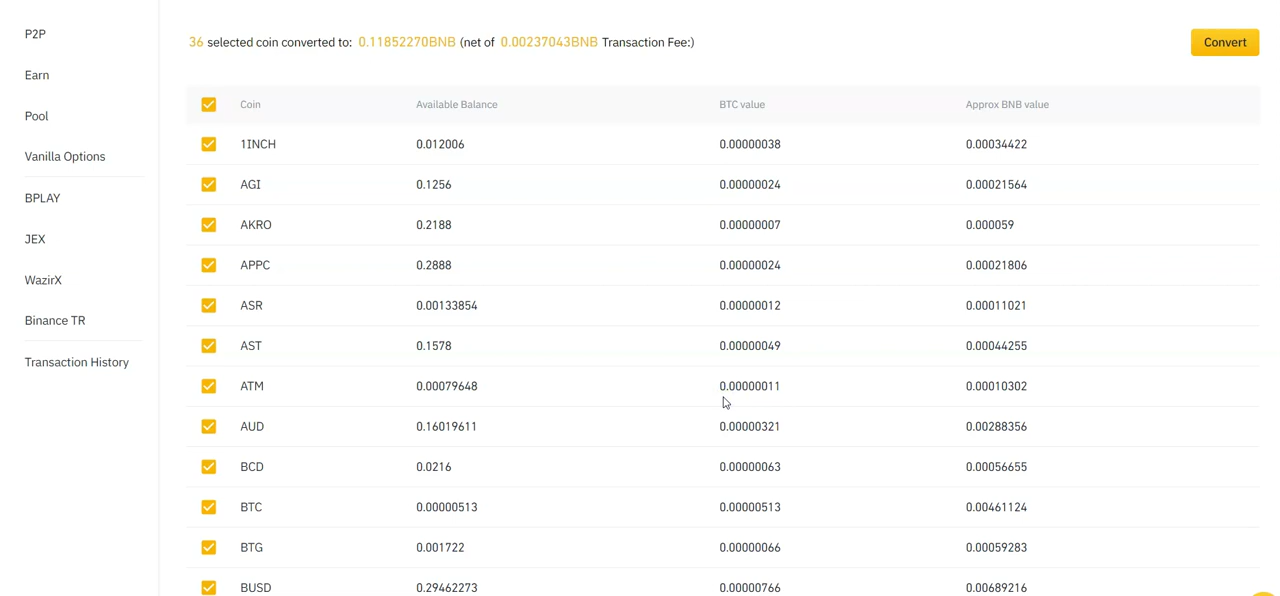 P2P
Earn
Pool
Vanilla Options
BPLAY
JEX
WazirX
Binance TR
Transaction History
36 selected coin converted to: 0.11852270BNB (net of 0.00237043BNB Transaction Fee:)
Convert
Coin Available Balance BTC value Approx BNB value
1INCH 0.012006 0.00000038 0.00034422
AGI 0.1256 0.00000024 0.00021564
AKRO 0.2188 0.00000007 0.000059
APPC 0.2888 0.00000024 0.00021806
ASR 0.00133854 0.00000012 0.00011021
AST 0.1578 0.00000049 0.00044255
ATM 0.00079648 0.00000011 0.00010302
AUD 0.16019611 0.00000321 0.00288356
BCD 0.0216 0.00000063 0.00056655
BTC 0.00000513 0.00000513 0.00461124
BTG 0.001722 0.00000066 0.00059283
BUSD 0.29462273 0.00000766 0.00689216